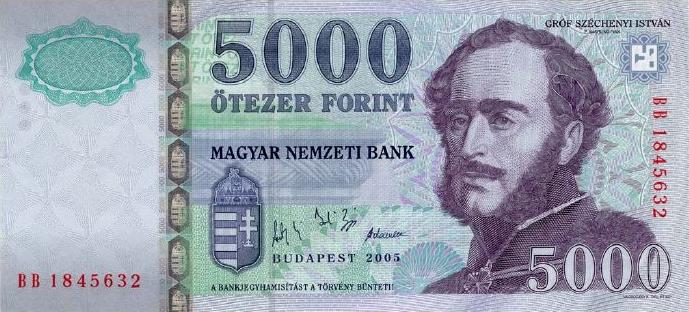 5000
ÖTEZER FORINT
MAGYAR NEMZETI BANK
BUDAPEST 2005
A BANKJEGYHAMISÍTÁST A TÖRVÉNY BÜNTETI!
BB 1845632
GRÓF SZÉCHENYI ISTVÁN
BB 1845632
5000